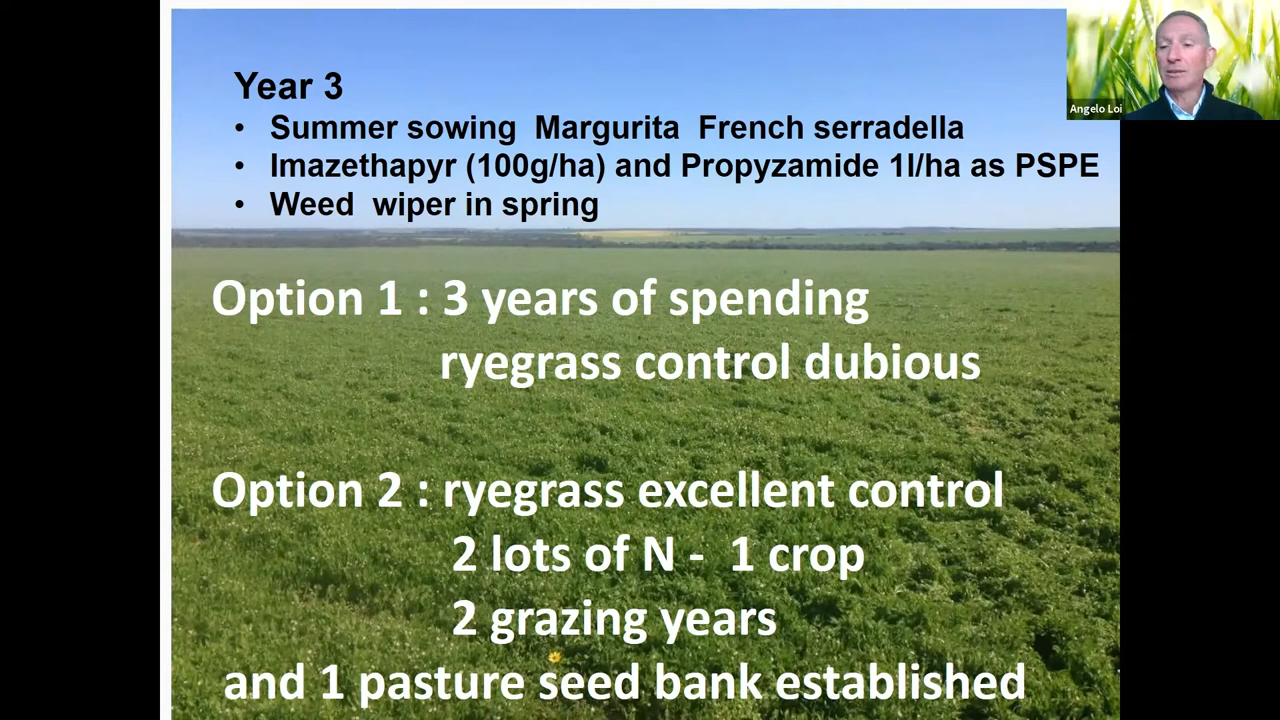 Year 3
• Summer sowing Margurita French serradella
• Imazethapyr (100g/ha) and Propyzamide 1l/ha as PSPE
• Weed wiper in spring
Option 1 : 3 years of spending
ryegrass control dubious
Option 2 : ryegrass excellent control
2 lots of N - 1 crop
2 grazing years
and 1 pasture seed bank established
Angelo Loi